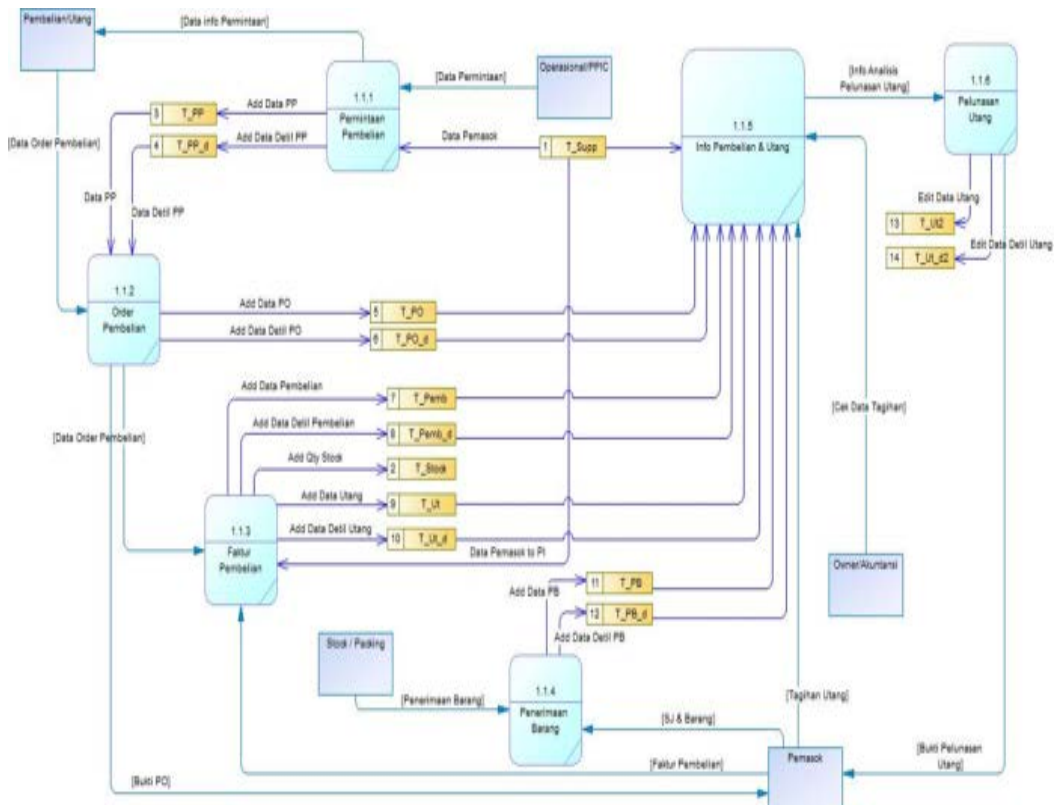 Pembelian/Utang
[Data info Permintaan]
Operasional/PPIC
[Data Permintaan]
1.1.1
Permintaan
Pembelian
3 T_PP
Add Data PP
4 T_PP_d
Add Data Detil PP
[Data Order Pembelian]
Data PP
Data Detil PP
Data Pemasok
1 T_Supp
1.1.5
Info Pembelian & Utang
[Info Analisis
Pelunasan Utang]
1.1.6
Pelunasan
Utang
Edit Data Utang
13 T_Ut2
Edit Data Detil Utang
14 T_Ut_d2
1.1.2
Order
Pembelian
Add Data PO
5 T_PO
Add Data Detil PO
6 T_PO_d
Add Data Pembelian
7 T_Pemb
Add Data Detil Pembelian
8 T_Pemb_d
[Data Order Pembelian]
Add Qty Stock
2 T_Stock
Add Data Utang
9 T_Ut
Add Data Detil Utang
10 T_Ut_d
1.1.3
Faktur
Pembelian
Data Pemasok to PI
[Cek Data Tagihan]
Owner/Akuntansi
Add Data PB
11 T_PB
12 T_PB_d
Add Data Detil PB
Stock / Packing
[Penerimaan Barang]
1.1.4
Penerimaan
Barang
[Tagihan Utang]
[SJ & Barang]
Pemasok
[Faktur Pembelian]
[Bukti Pelunasan
Utang]
[Bukti PO]